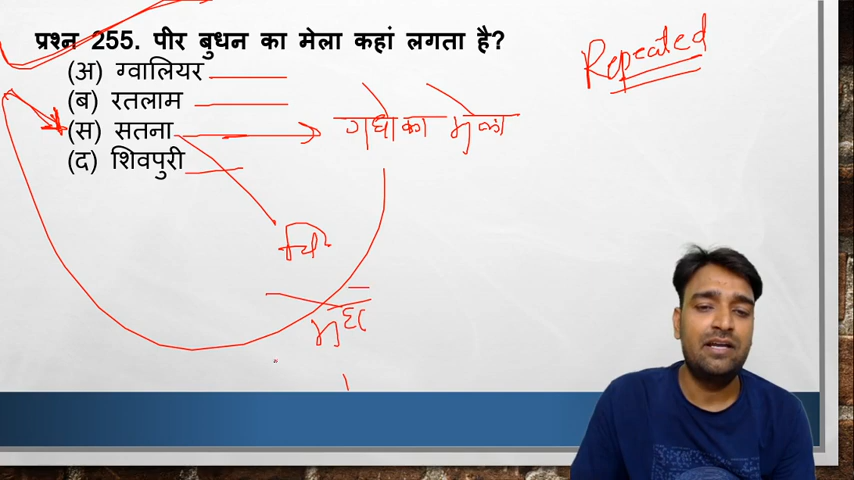 प्रश्न 255. पीर बुधन का मेला कहां लगता है?
Repeated
(अ) ग्वालियर
(ब) रतलाम
(स) सतना
गधो का मेला
(द) शिवपुरी